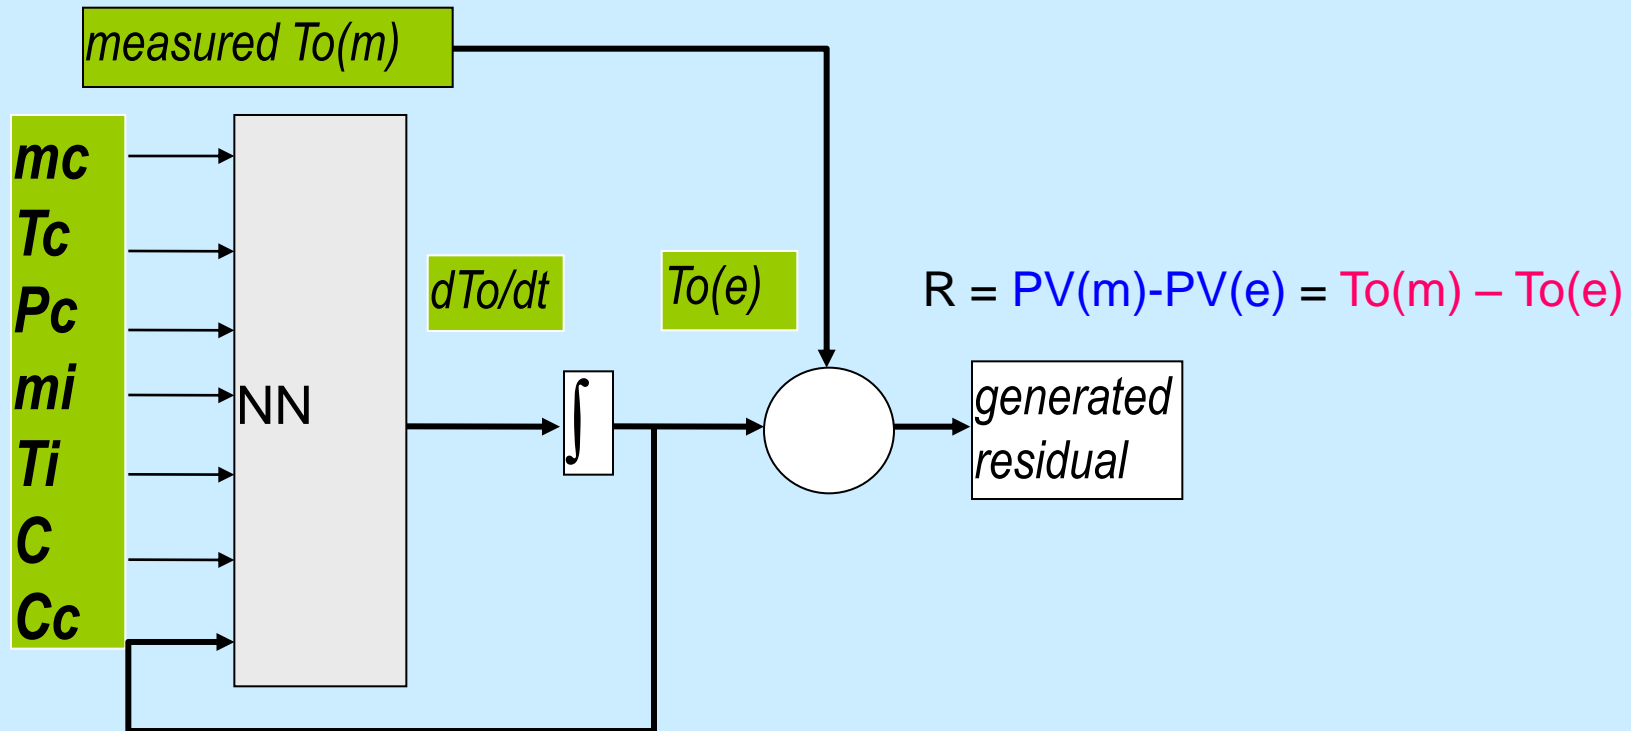 measured To(m)
mc
Tc
Pc
mi
Ti
C
Cc
NN
dTo/dt
To(e)
∫
R = PV(m)-PV(e) = To(m) – To(e)
generated
residual